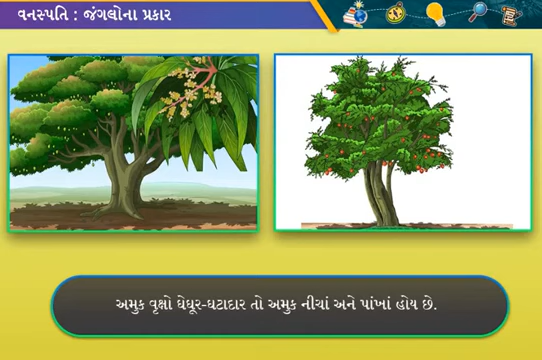 વનસ્પતિ : જંગલોના પ્રકાર
અમુક વૃક્ષો ઘેઘૂર-ઘટાદાર તો અમુક નીચાં અને પાંખાં હોય છે.